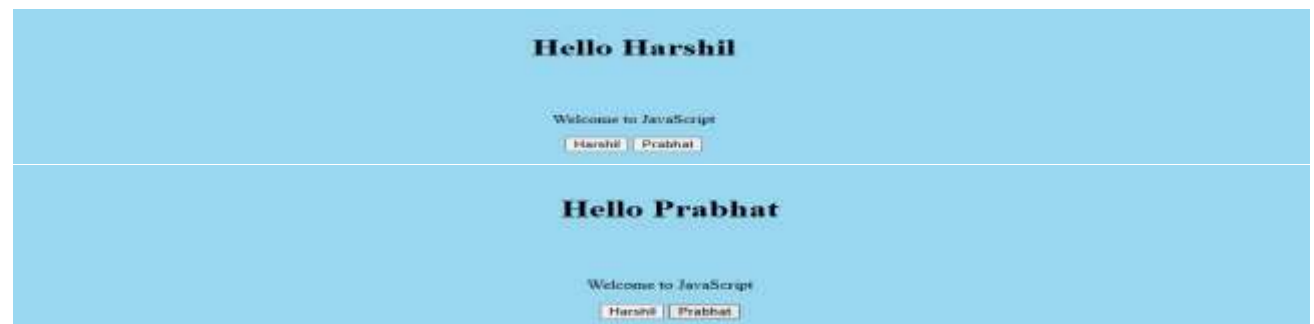 Hello Harshil
Welcome to JavaScript
Harshil Prabhat
Hello Prabhat
Welcome to JavaScript
Harshil Prabhat